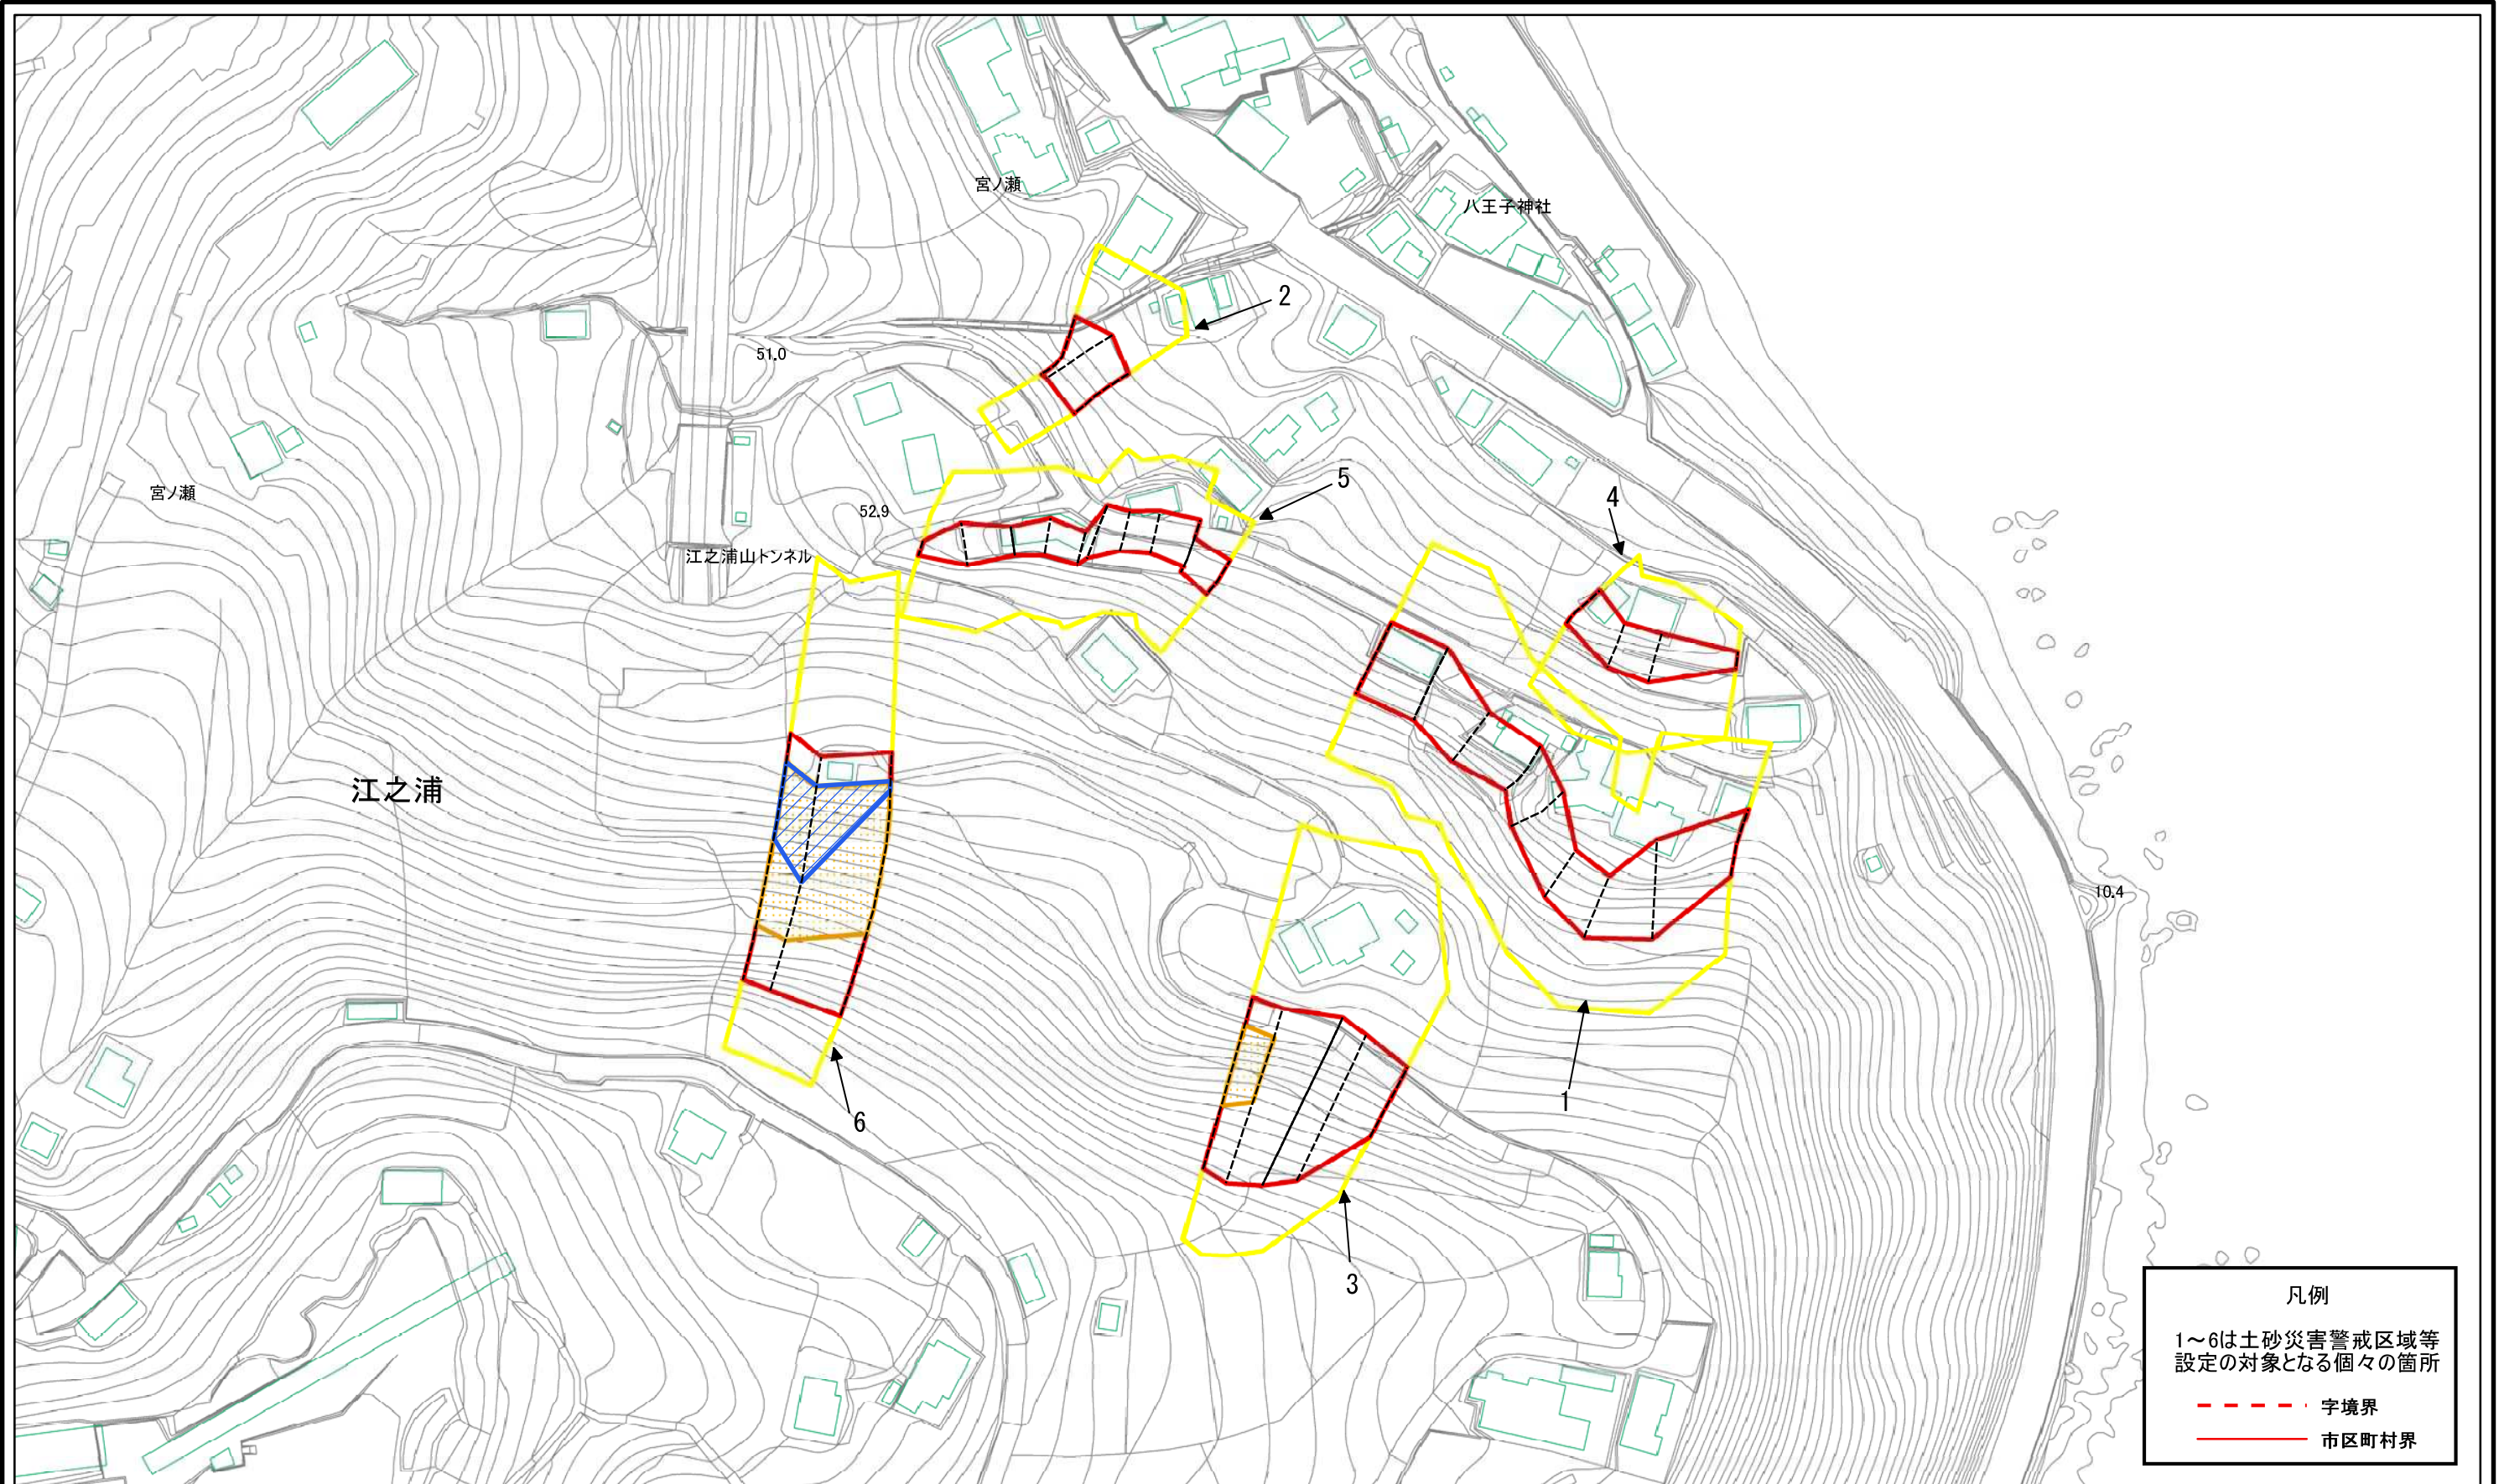 宮ノ瀬
八王子神社
2
51.0
5
宮ノ瀬
4
52.9
江之浦山トンネル
江之浦
10.4
1
6
3
凡例
1～6は土砂災害警戒区域等
設定の対象となる個々の箇所
字境界
市区町村界